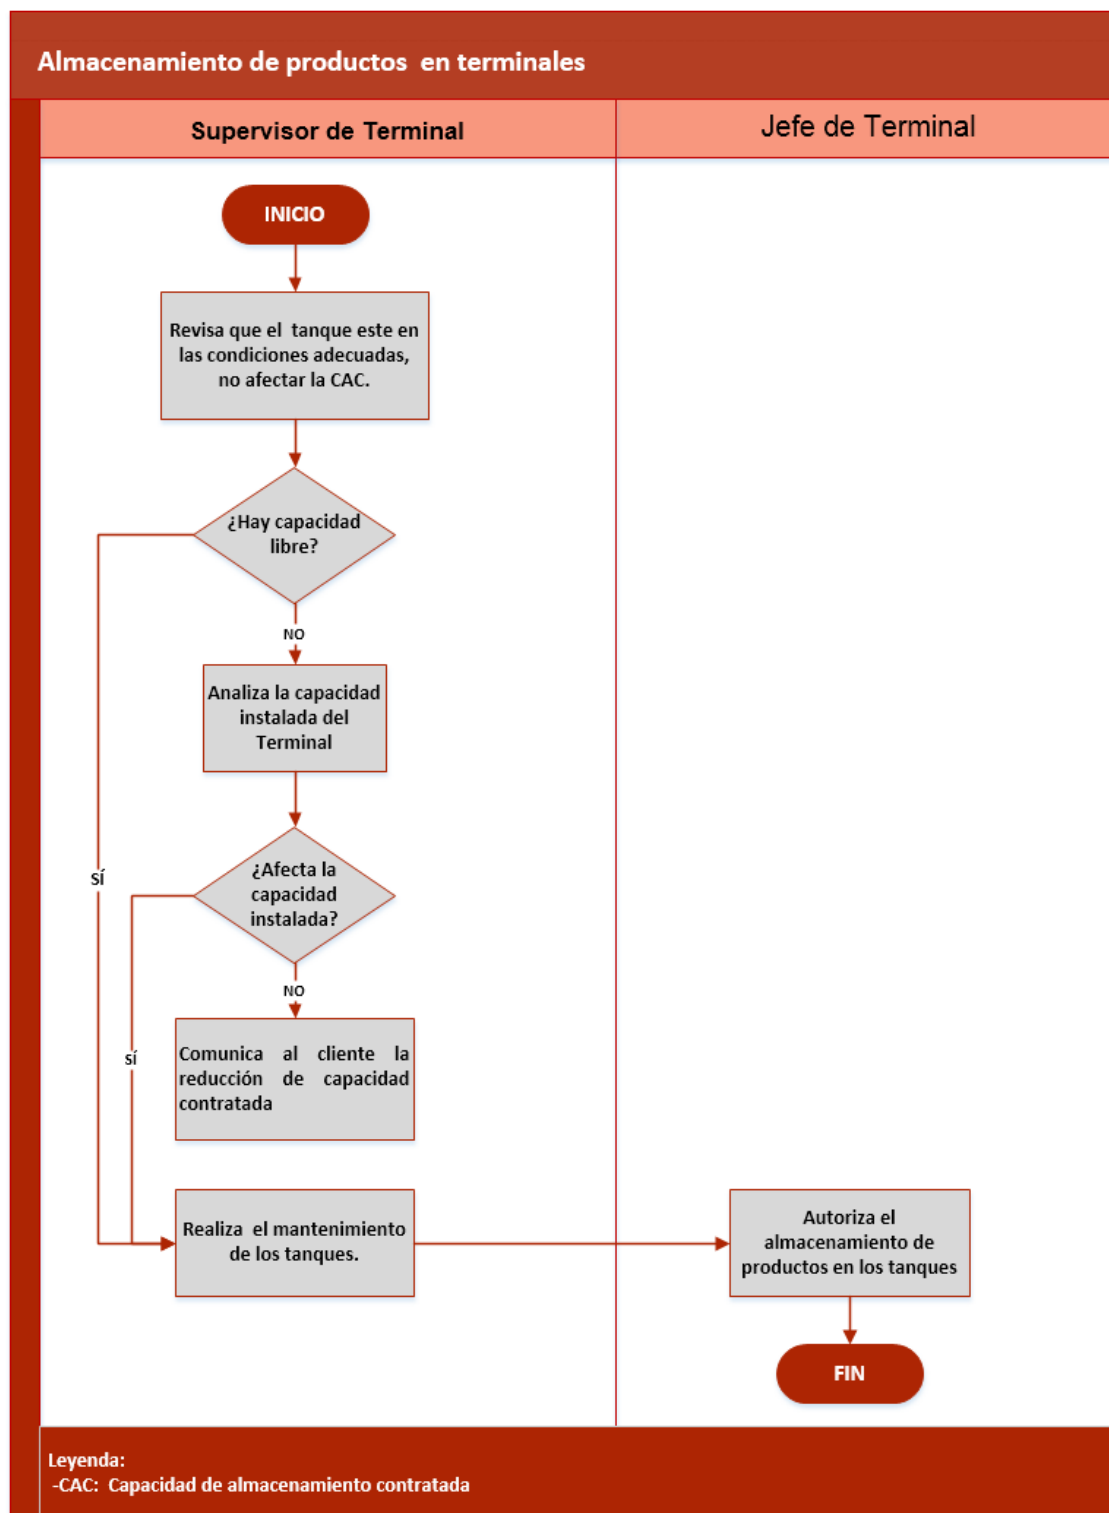 Almacenamiento de productos en terminales
Supervisor de Terminal
Jefe de Terminal
INICIO
Revisa que el tanque este en
las condiciones adecuadas,
no afectar la CAC.
¿Hay capacidad
libre?
NO
Analiza la capacidad
instalada del
Terminal
SÍ
¿Afecta la
capacidad
instalada?
NO
SÍ
Comunica al cliente la
reducción de capacidad
contratada
Realiza el mantenimiento
de los tanques.
Autoriza el
almacenamiento de
productos en los tanques
FIN
Leyenda:
-CAC: Capacidad de almacenamiento contratada